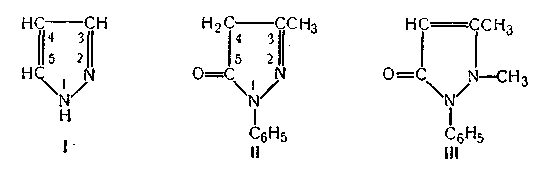 HC CH H₂C CCH₃ HC CCH₃
4 3 4 3
HC 5 2 N O C 5 2 N O C N–CH₃
1 1
N N N
H C₆H₅ C₆H₅
I II III